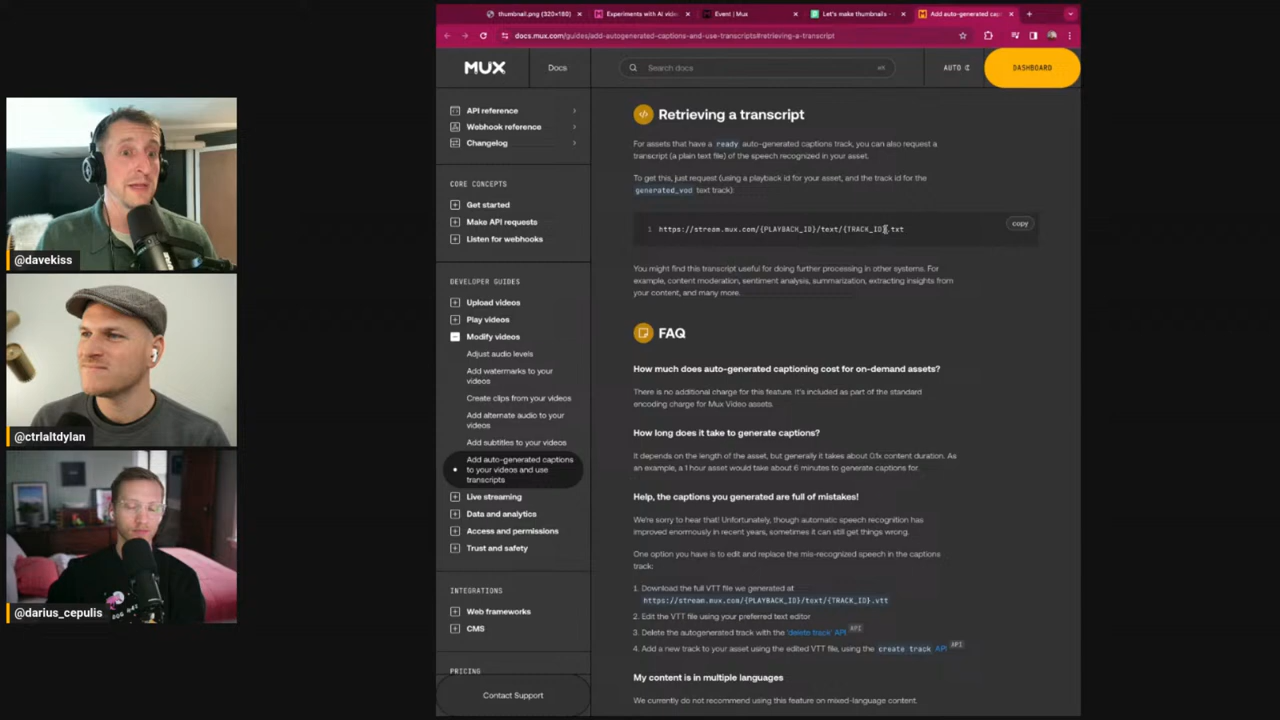 thumbnail.png (320×180)
Experiments with AI vide
Event | Mux
Let's make thumbnails -
Add auto-generated cap
docs.mux.com/guides/add-autogenerated-captions-and-use-transcripts#retrieving-a-transcript
MUX
Docs
Search docs
AUTO
DASHBOARD
API reference
Webhook reference
Changelog
CORE CONCEPTS
Get started
Make API requests
Listen for webhooks
DEVELOPER GUIDES
Upload videos
Play videos
Modify videos
Adjust audio levels
Add watermarks to your
videos
Create clips from your videos
Add alternate audio to your
videos
Add subtitles to your videos
Add auto-generated captions
to your videos and use
transcripts
Live streaming
Data and analytics
Access and permissions
Trust and safety
INTEGRATIONS
Web frameworks
CMS
PRICING
Contact Support
Retrieving a transcript
For assets that have a ready auto-generated captions track, you can also request a
transcript (a plain text file) of the speech recognized in your asset.
To get this, just request (using a playback id for your asset, and the track id for the
generated_vod text track):
1 https://stream.mux.com/{PLAYBACK_ID}/text/{TRACK_ID}.txt
copy
You might find this transcript useful for doing further processing in other systems. For
example, content moderation, sentiment analysis, summarization, extracting insights from
your content, and many more.
FAQ
How much does auto-generated captioning cost for on-demand assets?
There is no additional charge for this feature. It's included as part of the standard
encoding charge for Mux Video assets.
How long does it take to generate captions?
It depends on the length of the asset, but generally it takes about 0.1x content duration. As
an example, a 1 hour asset would take about 6 minutes to generate captions for.
Help, the captions you generated are full of mistakes!
We're sorry to hear that! Unfortunately, though automatic speech recognition has
improved enormously in recent years, sometimes it can still get things wrong.
One option you have is to edit and replace the mis-recognized speech in the captions
track:
1. Download the full VTT file we generated at
https://stream.mux.com/{PLAYBACK_ID}/text/{TRACK_ID}.vtt
2. Edit the VTT file using your preferred text editor
3. Delete the autogenerated track with the 'delete track' API API
4. Add a new track to your asset using the edited VTT file, using the create track API API
My content is in multiple languages
We currently do not recommend using this feature on mixed-language content.
@davekiss
@ctrlaltdylan
@darius_cepulis